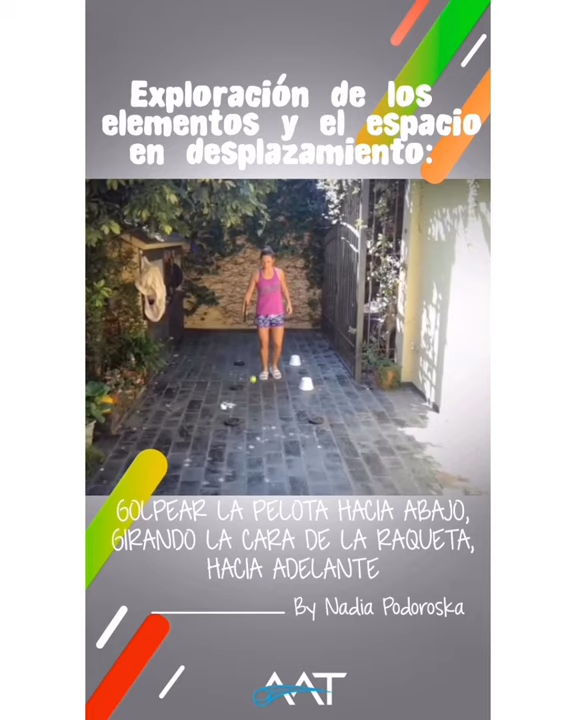 Exploración de los
elementos y el espacio
en desplazamiento:
GOLPEAR LA PELOTA HACIA ABAJO,
GIRANDO LA CARA DE LA RAQUETA,
HACIA ADELANTE
By Nadia Podoroska
AAT